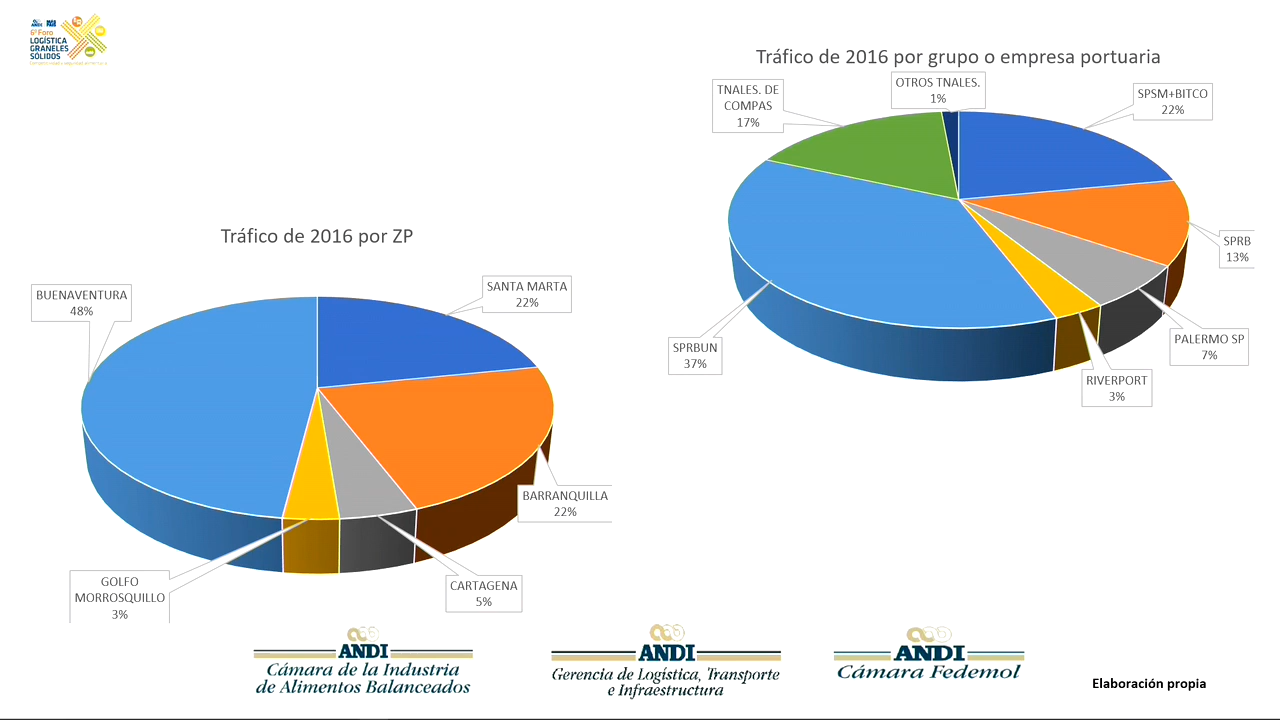 ANDI
6º Foro
LOGÍSTICA
GRANELES
SÓLIDOS
Tráfico de 2016 por grupo o empresa portuaria
OTROS TNALES.
1%
TNALES. DE
COMPAS
17%
SPSM+BITCO
22%
SPRB
13%
PALERMO SP
7%
RIVERPORT
3%
SPRBUN
37%
Tráfico de 2016 por ZP
BUENAVENTURA
48%
SANTA MARTA
22%
BARRANQUILLA
22%
CARTAGENA
5%
GOLFO
MORROSQUILLO
3%
ANDI
Cámara de la Industria
de Alimentos Balanceados
ANDI
Gerencia de Logística, Transporte
e Infraestructura
ANDI
Cámara Fedemol
Elaboración propia